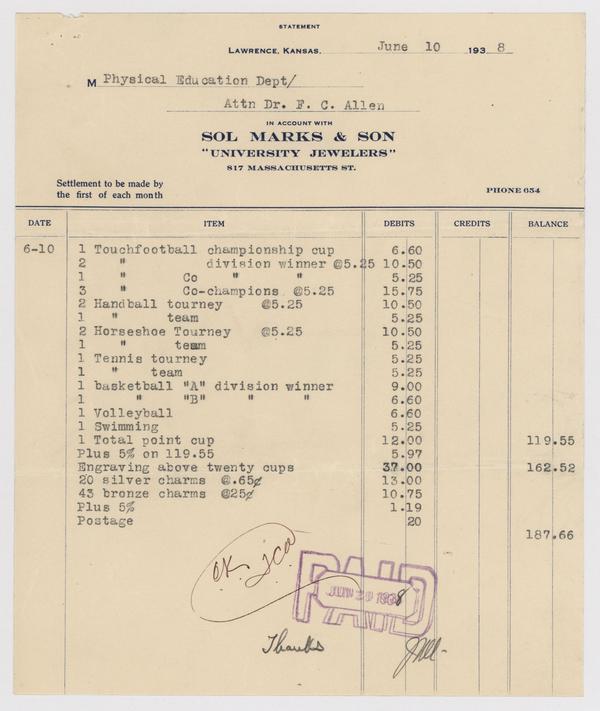 STATEMENT
LAWRENCE, KANSAS, June 10 1938
M Physical Education Dept/
Attn Dr. F. C. Allen
IN ACCOUNT WITH
SOL MARKS & SON
"UNIVERSITY JEWELERS"
817 MASSACHUSETTS ST.
Settlement to be made by
the first of each month
PHONE 654
DATE ITEM DEBITS CREDITS BALANCE
6-10 1 Touchfootball championship cup 6.60
2 " division winner @5.25 10.50
1 " Co " " 5.25
3 " Co-champions @5.25 15.75
2 Handball tourney @5.25 10.50
1 " team 5.25
2 Horseshoe Tourney @5.25 10.50
1 " team 5.25
1 Tennis tourney 5.25
1 " team 5.25
1 basketball "A" division winner 9.00
1 " "B" " " 6.60
1 Volleyball 6.60
1 Swimming 5.25
1 Total point cup 12.00 119.55
Plus 5% on 119.55 5.97
Engraving above twenty cups 37.00 162.52
20 silver charms @.65¢ 13.00
43 bronze charms @25¢ 10.75
Plus 5% 1.19
Postage 20
187.66
O.K. JCO
PAID
JUN 1938
Thanks